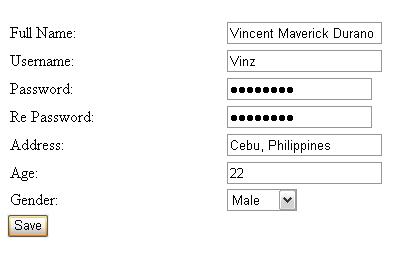 Full Name: Vincent Maverick Durano
Username: Vinz
Password: ●●●●●●●●
Re Password: ●●●●●●●●
Address: Cebu, Philippines
Age: 22
Gender: Male
Save